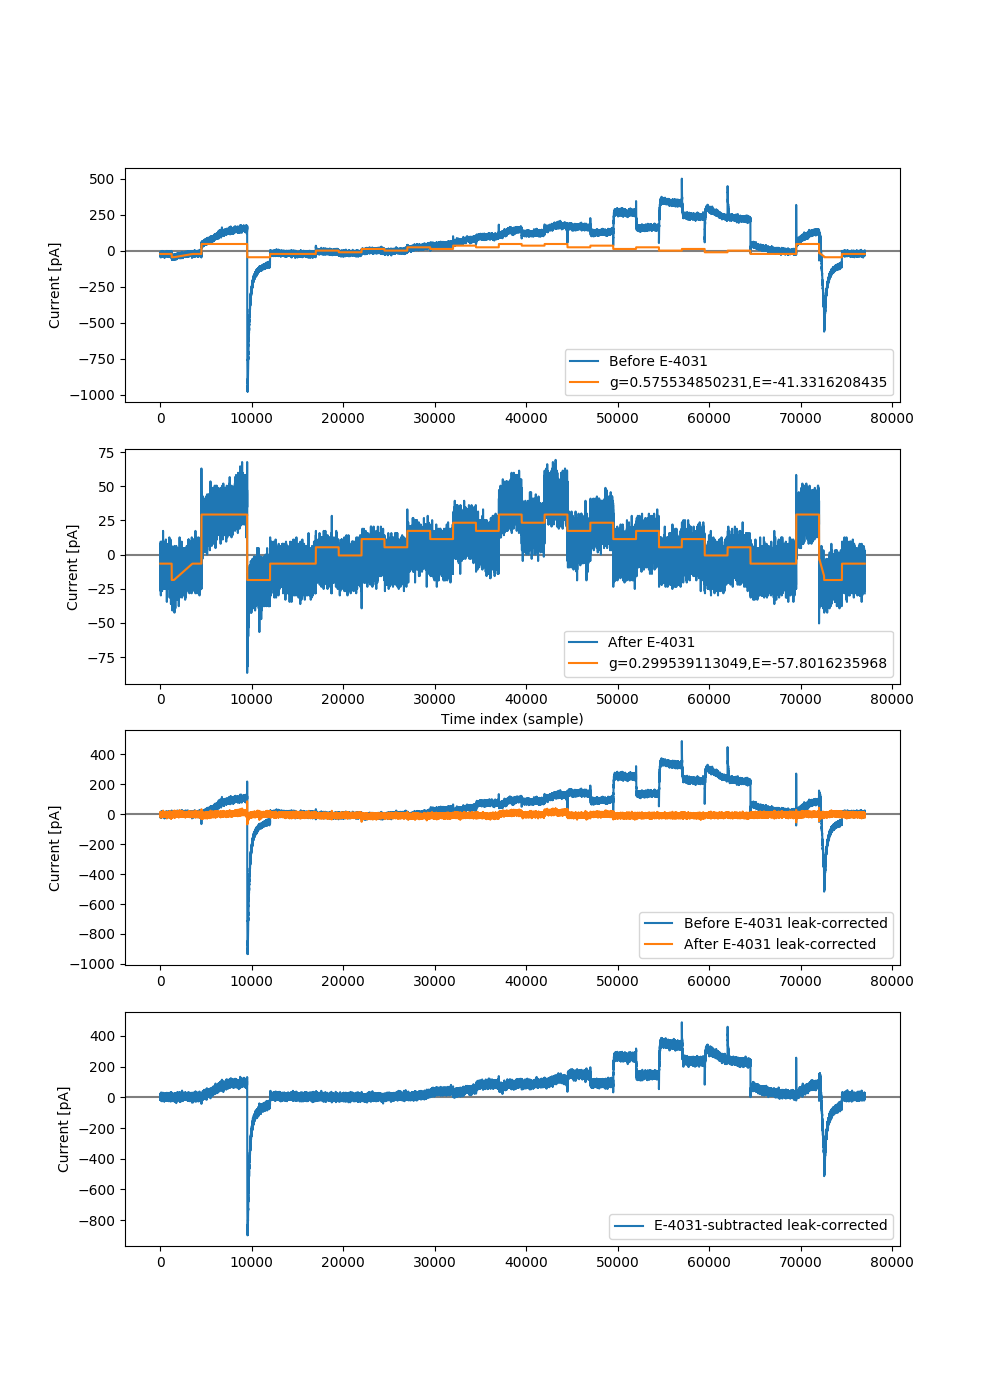 500
250
0
−250
−500
−750
−1000
Current [pA]
Before E-4031
g=0.575534850231,E=-41.3316208435
0 10000 20000 30000 40000 50000 60000 70000 80000
75
50
25
0
−25
−50
−75
Current [pA]
After E-4031
g=0.299539113049,E=-57.8016235968
0 10000 20000 30000 40000 50000 60000 70000 80000
Time index (sample)
400
200
0
−200
−400
−600
−800
−1000
Current [pA]
Before E-4031 leak-corrected
After E-4031 leak-corrected
0 10000 20000 30000 40000 50000 60000 70000 80000
400
200
0
−200
−400
−600
−800
Current [pA]
E-4031-subtracted leak-corrected
0 10000 20000 30000 40000 50000 60000 70000 80000